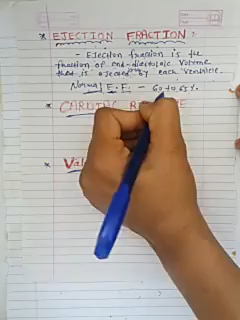 * EJECTION FRACTION :-
- Ejection fraction is the
fraction of end-diastolic volume
that is ejected by each ventricle.
Normal E.F. = 60 to 65%.
* CARDIAC
* Val